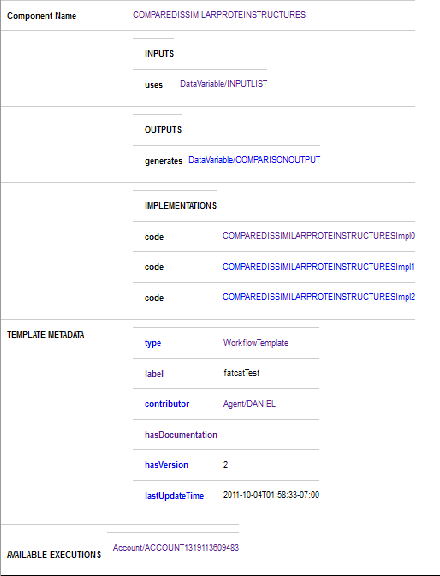 Component Name COMPAREDISSIMILARPROTEINSTRUCTURES
INPUTS
uses DataVariable/INPUTLIST
OUTPUTS
generates DataVariable/COMPARISONOUTPUT
IMPLEMENTATIONS
code COMPAREDISSIMILARPROTEINSTRUCTURESImpl0
code COMPAREDISSIMILARPROTEINSTRUCTURESImpl1
code COMPAREDISSIMILARPROTEINSTRUCTURESImpl2
TEMPLATE METADATA
type WorkflowTemplate
label fatcatTest
contributor Agent/DANIEL
hasDocumentation
hasVersion 2
lastUpdateTime 2011-10-04T01:58:33-07:00
AVAILABLE EXECUTIONS Account/ACCOUNT1319113609483